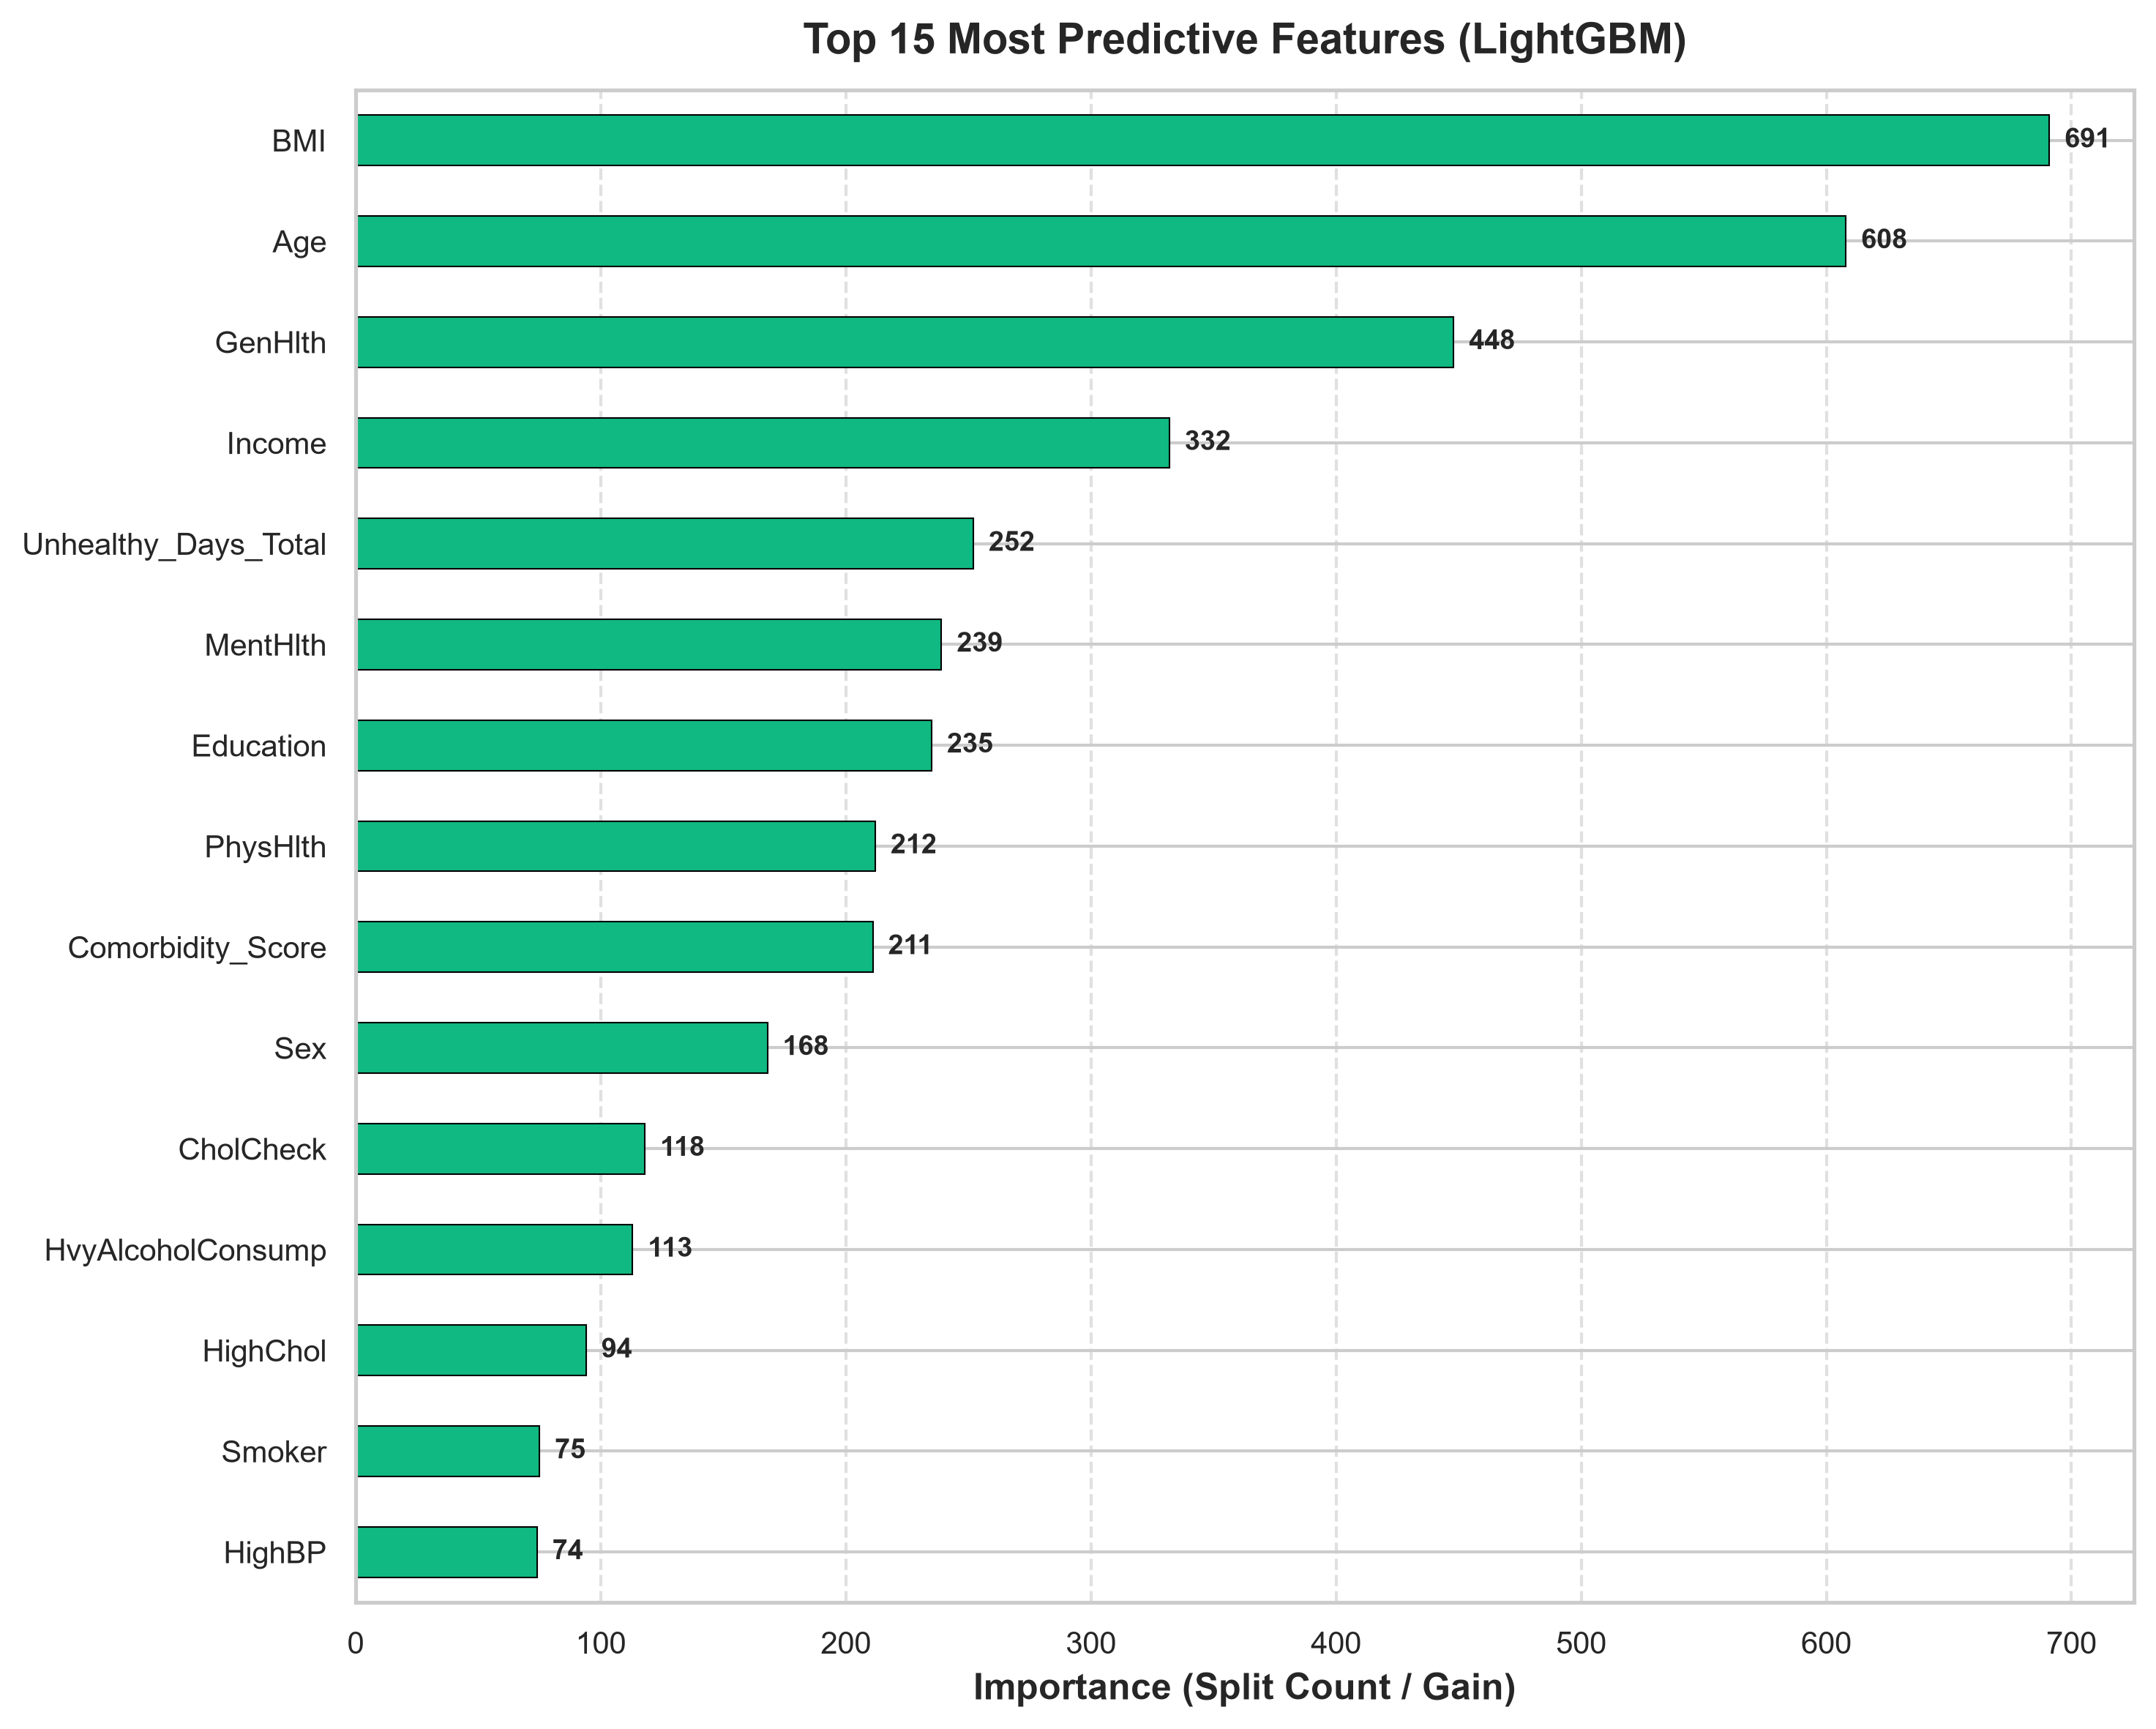 Top 15 Most Predictive Features (LightGBM)
BMI 691
Age 608
GenHlth 448
Income 332
Unhealthy_Days_Total 252
MentHlth 239
Education 235
PhysHlth 212
Comorbidity_Score 211
Sex 168
CholCheck 118
HvyAlcoholConsump 113
HighChol 94
Smoker 75
HighBP 74
0 100 200 300 400 500 600 700
Importance (Split Count / Gain)